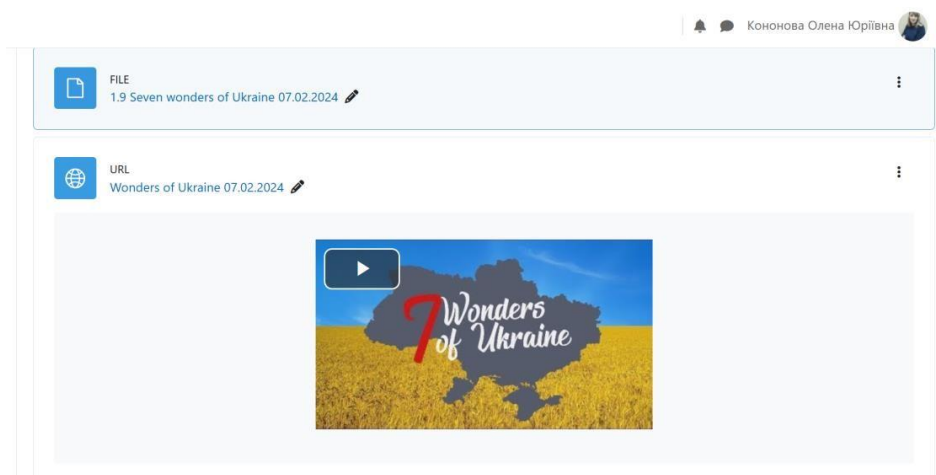 Кононова Олена Юріївна
FILE
1.9 Seven wonders of Ukraine 07.02.2024
URL
Wonders of Ukraine 07.02.2024
7 Wonders
of Ukraine